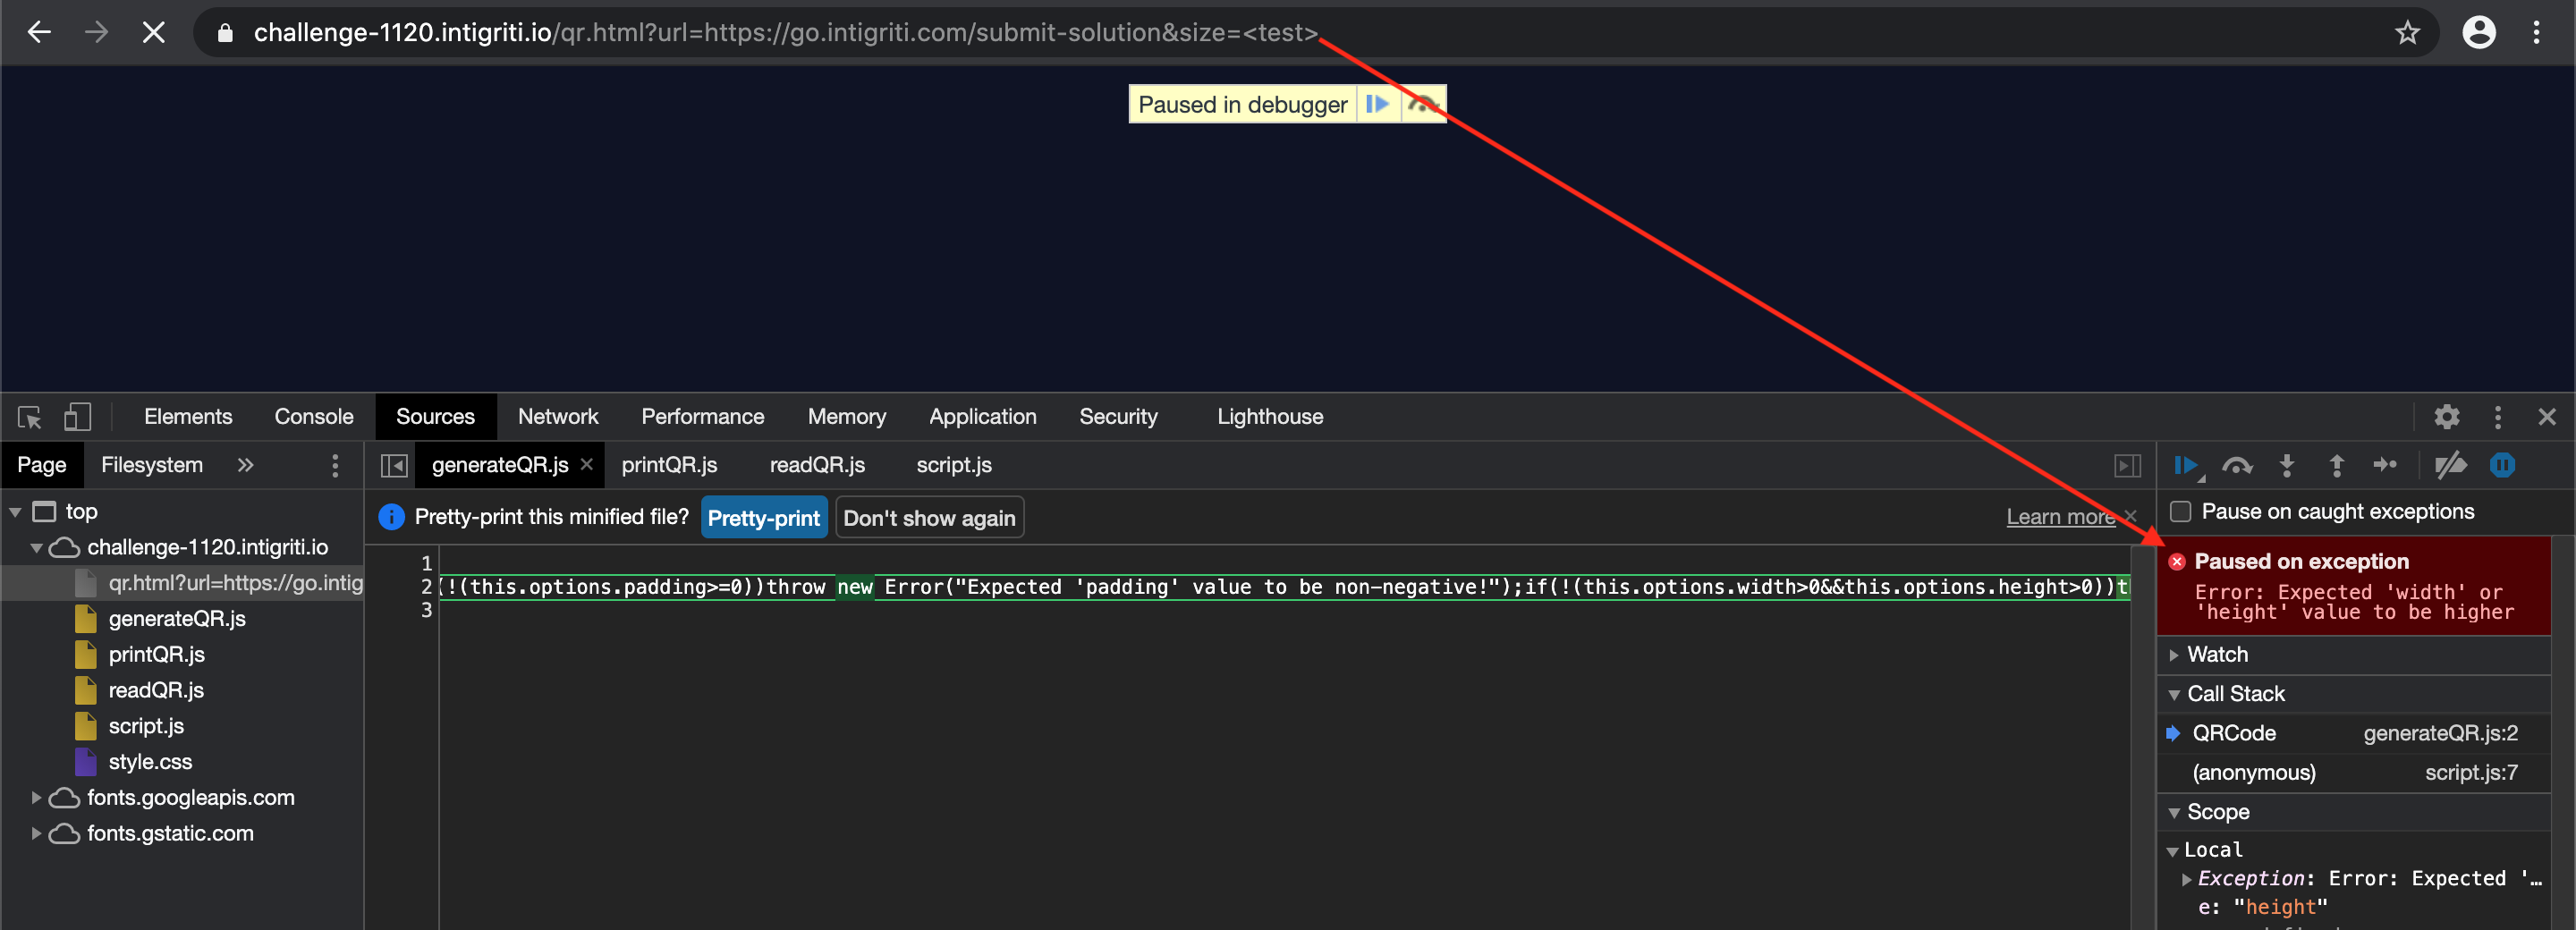 challenge-1120.intigriti.io/qr.html?url=https://go.intigriti.com/submit-solution&size=<test>
Paused in debugger
Elements Console Sources Network Performance Memory Application Security Lighthouse
Page Filesystem » generateQR.js × printQR.js readQR.js script.js
Pretty-print this minified file? Pretty-print Don't show again Learn more ×
top
challenge-1120.intigriti.io
qr.html?url=https://go.intig
generateQR.js
printQR.js
readQR.js
script.js
style.css
fonts.googleapis.com
fonts.gstatic.com
1
2 (!(this.options.padding>=0))throw new Error("Expected 'padding' value to be non-negative!");if(!(this.options.width>0&&this.options.height>0))t
3
Pause on caught exceptions
Paused on exception
Error: Expected 'width' or
'height' value to be higher
Watch
Call Stack
QRCode generateQR.js:2
(anonymous) script.js:7
Scope
Local
Exception: Error: Expected '…
e: "height"